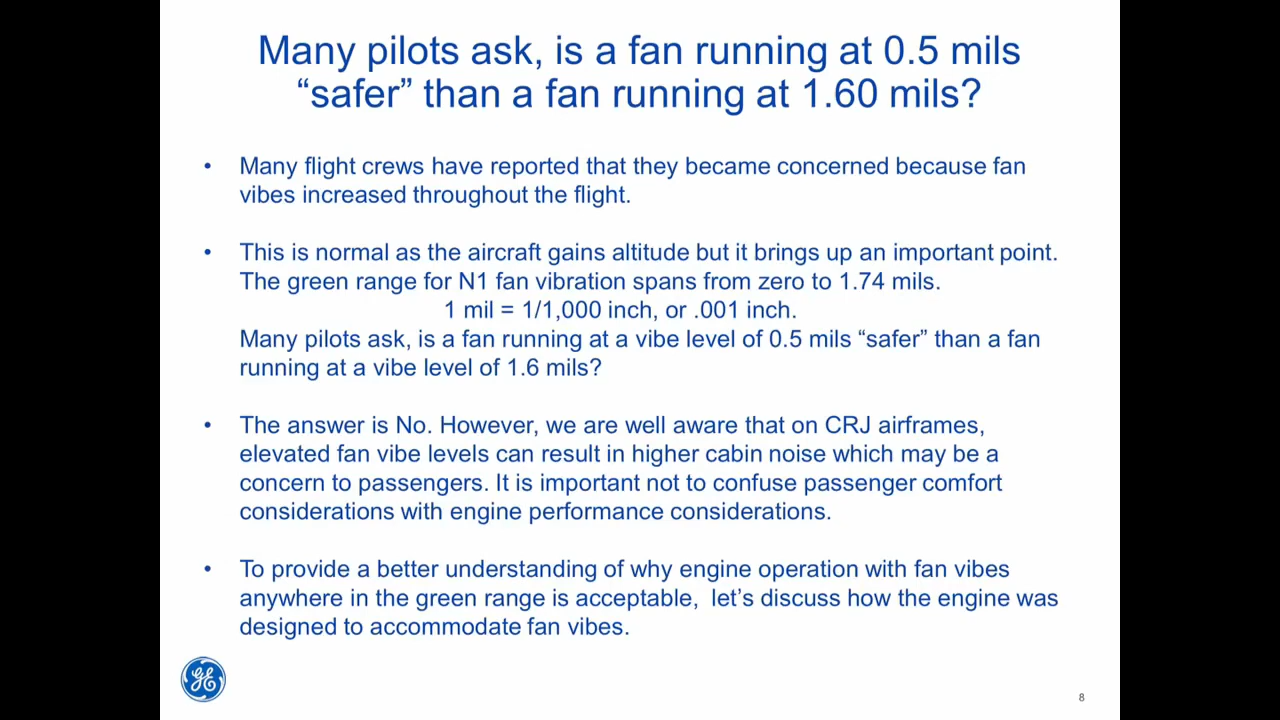 Many pilots ask, is a fan running at 0.5 mils
“safer” than a fan running at 1.60 mils?
• Many flight crews have reported that they became concerned because fan
vibes increased throughout the flight.
• This is normal as the aircraft gains altitude but it brings up an important point.
The green range for N1 fan vibration spans from zero to 1.74 mils.
1 mil = 1/1,000 inch, or .001 inch.
Many pilots ask, is a fan running at a vibe level of 0.5 mils “safer” than a fan
running at a vibe level of 1.6 mils?
• The answer is No. However, we are well aware that on CRJ airframes,
elevated fan vibe levels can result in higher cabin noise which may be a
concern to passengers. It is important not to confuse passenger comfort
considerations with engine performance considerations.
• To provide a better understanding of why engine operation with fan vibes
anywhere in the green range is acceptable,  let’s discuss how the engine was
designed to accommodate fan vibes.
GE
8